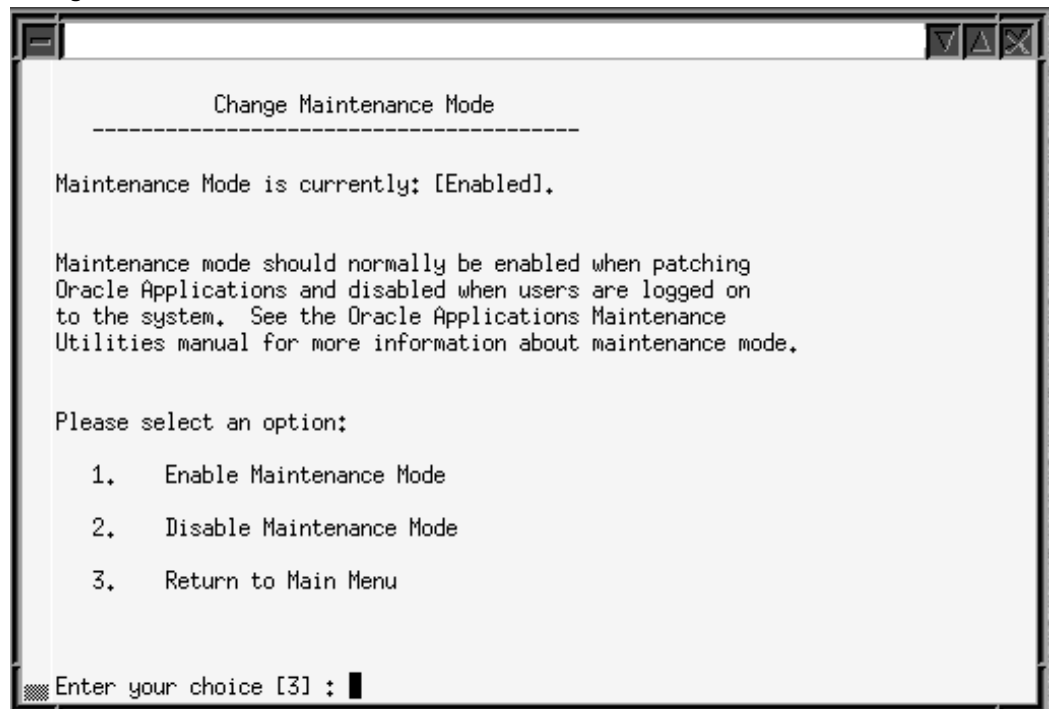 Change Maintenance Mode
----------------------------------------
Maintenance Mode is currently: [Enabled].
Maintenance mode should normally be enabled when patching
Oracle Applications and disabled when users are logged on
to the system.  See the Oracle Applications Maintenance
Utilities manual for more information about maintenance mode.
Please select an option:
1.    Enable Maintenance Mode
2.    Disable Maintenance Mode
3.    Return to Main Menu
Enter your choice [3] :